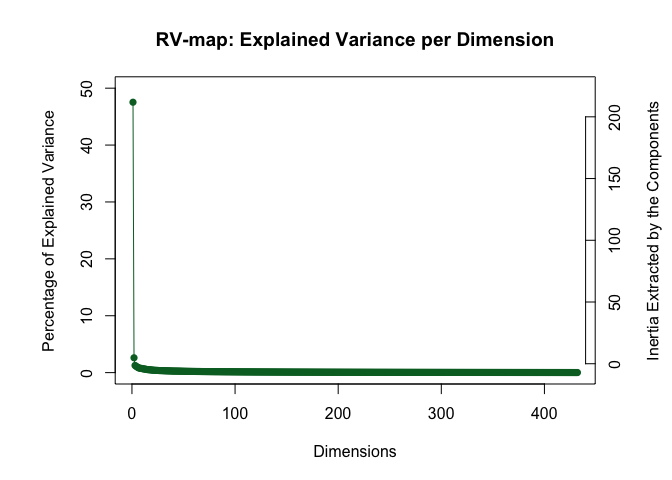 RV-map: Explained Variance per Dimension
Percentage of Explained Variance
50
40
30
20
10
0
200
150
100
50
0
Inertia Extracted by the Components
0 100 200 300 400
Dimensions